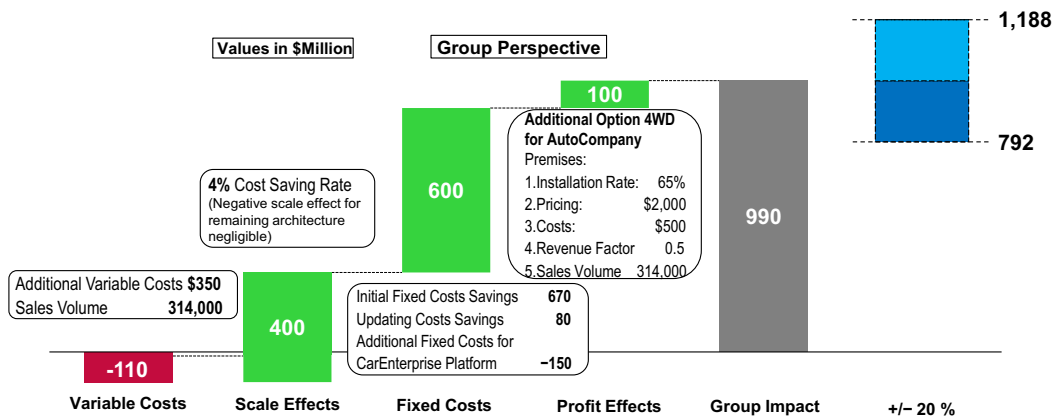 Values in $Million
Group Perspective
1,188
792
100
Additional Option 4WD
for AutoCompany
Premises:
1.Installation Rate: 65%
2.Pricing: $2,000
3.Costs: $500
4.Revenue Factor 0.5
5.Sales Volume 314,000
4% Cost Saving Rate
(Negative scale effect for
remaining architecture
negligible)
600
990
Additional Variable Costs $350
Sales Volume 314,000
400
Initial Fixed Costs Savings 670
Updating Costs Savings 80
Additional Fixed Costs for
CarEnterprise Platform −150
-110
Variable Costs
Scale Effects
Fixed Costs
Profit Effects
Group Impact
+/− 20 %